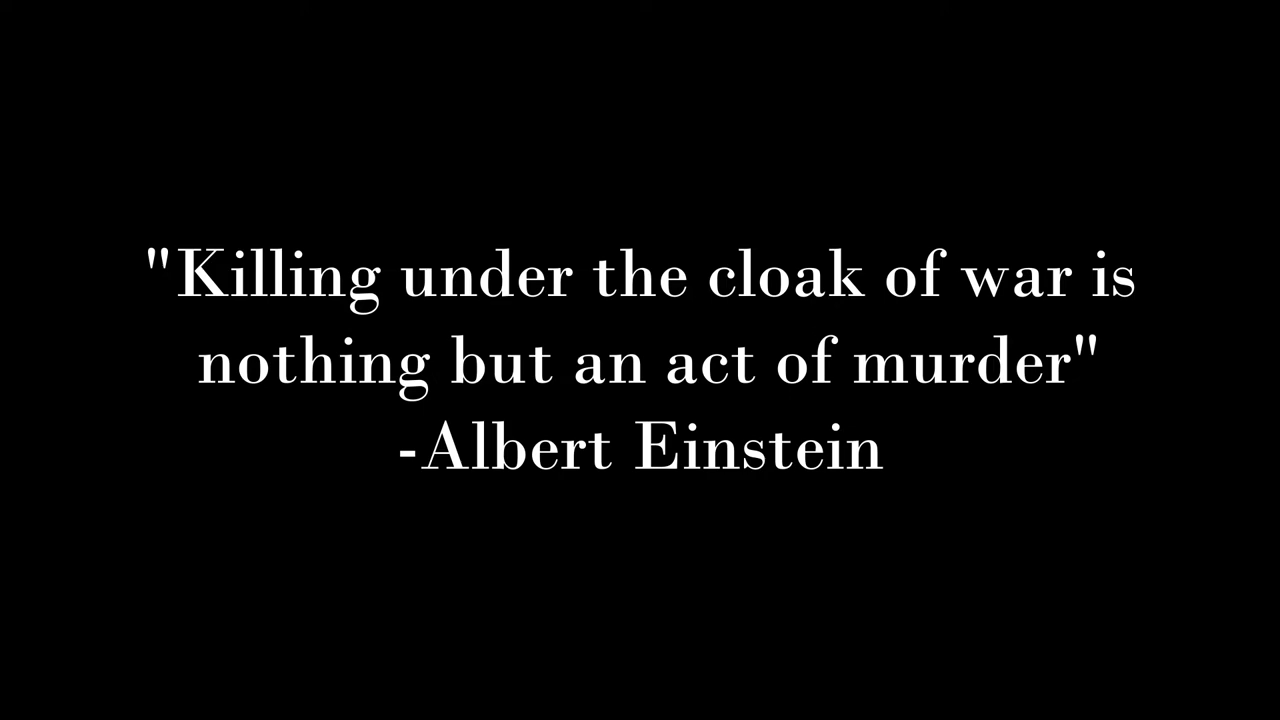 "Killing under the cloak of war is
nothing but an act of murder"
-Albert Einstein